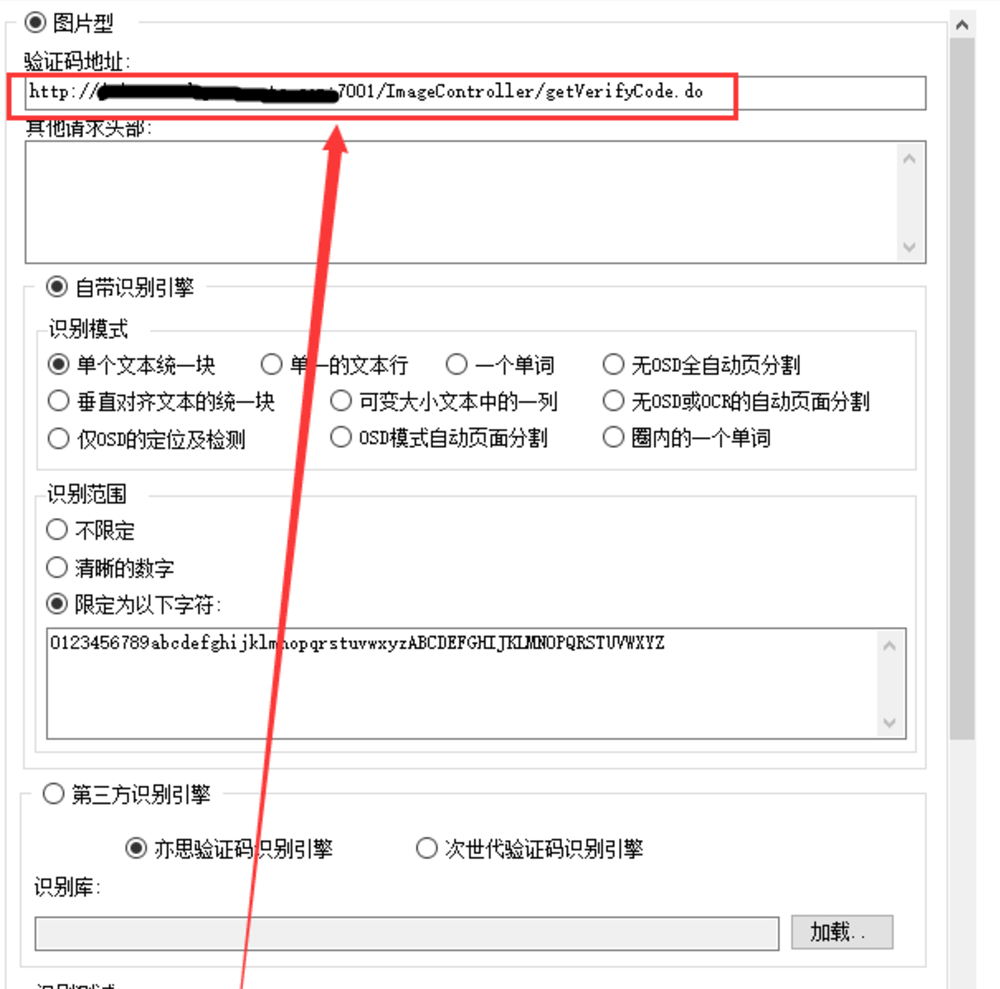 图片型
验证码地址:
http:// 7001/ImageController/getVerifyCode.do
其他请求头部:
自带识别引擎
识别模式
单个文本统一块 单一的文本行 一个单词 无OSD全自动页分割
垂直对齐文本的统一块 可变大小文本中的一列 无OSD或OCR的自动页面分割
仅OSD的定位及检测 OSD模式自动页面分割 圈内的一个单词
识别范围
不限定
清晰的数字
限定为以下字符:
0123456789abcdefghijklmnopqrstuvwxyzABCDEFGHIJKLMNOPQRSTUVWXYZ
第三方识别引擎
亦思验证码识别引擎 次世代验证码识别引擎
识别库:
加载..